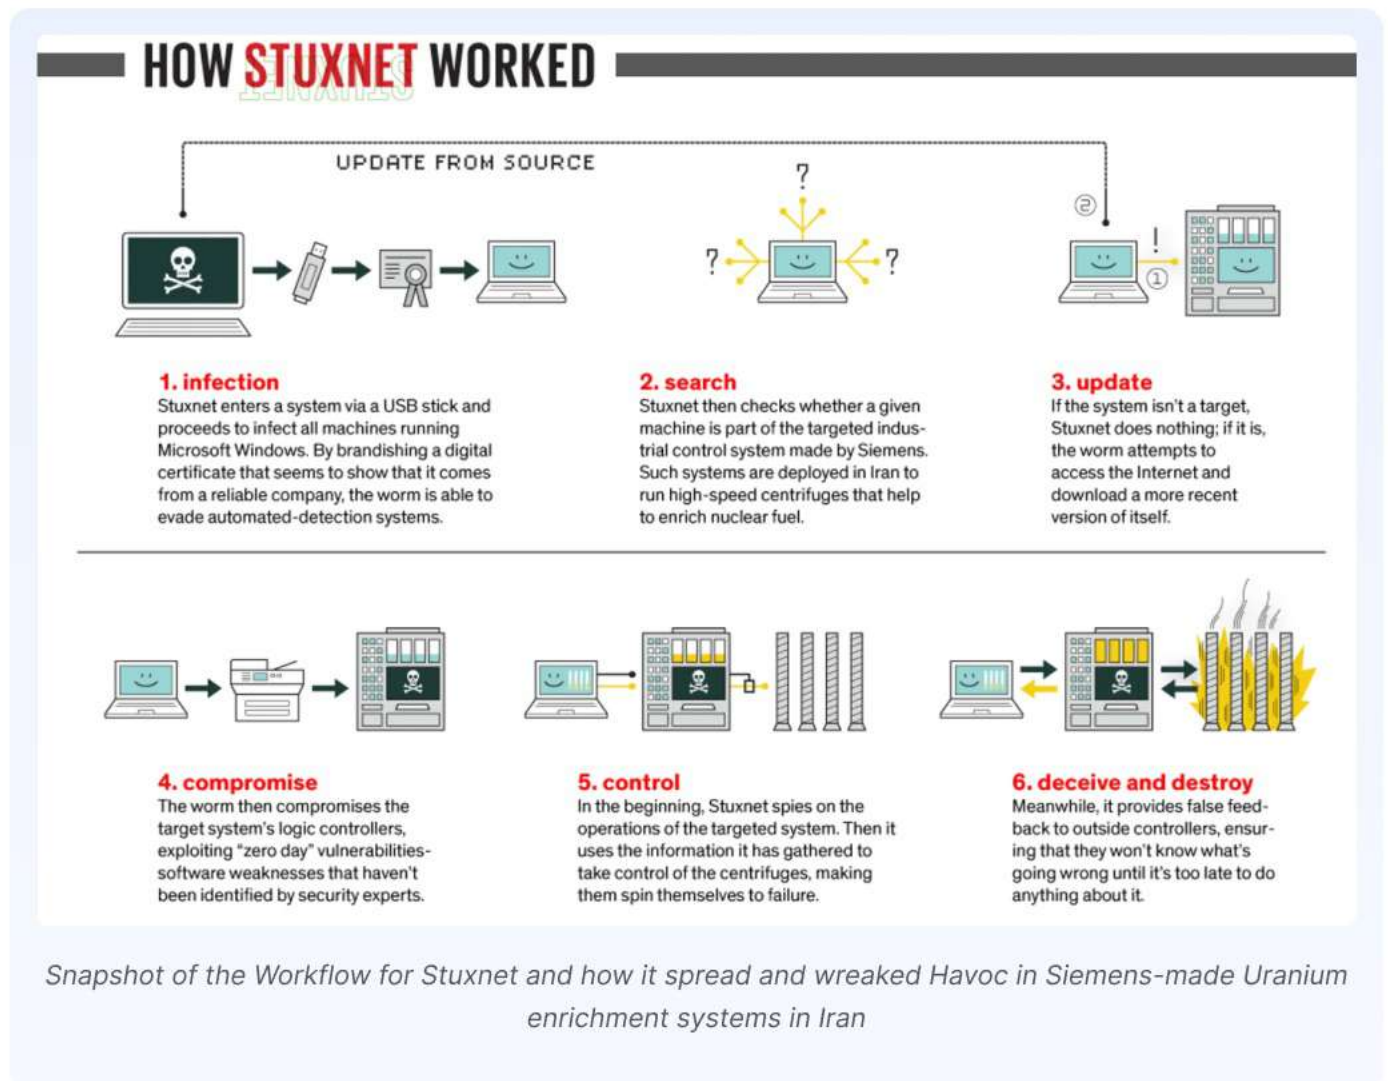 HOW STUXNET WORKED
UPDATE FROM SOURCE
?
?
?
②
!
①
1. infection
Stuxnet enters a system via a USB stick and
proceeds to infect all machines running
Microsoft Windows. By brandishing a digital
certificate that seems to show that it comes
from a reliable company, the worm is able to
evade automated-detection systems.
2. search
Stuxnet then checks whether a given
machine is part of the targeted indus-
trial control system made by Siemens.
Such systems are deployed in Iran to
run high-speed centrifuges that help
to enrich nuclear fuel.
3. update
If the system isn't a target,
Stuxnet does nothing; if it is,
the worm attempts to
access the Internet and
download a more recent
version of itself.
4. compromise
The worm then compromises the
target system's logic controllers,
exploiting "zero day" vulnerabilities-
software weaknesses that haven't
been identified by security experts.
5. control
In the beginning, Stuxnet spies on the
operations of the targeted system. Then it
uses the information it has gathered to
take control of the centrifuges, making
them spin themselves to failure.
6. deceive and destroy
Meanwhile, it provides false feed-
back to outside controllers, ensur-
ing that they won't know what's
going wrong until it's too late to do
anything about it.
Snapshot of the Workflow for Stuxnet and how it spread and wreaked Havoc in Siemens-made Uranium
enrichment systems in Iran